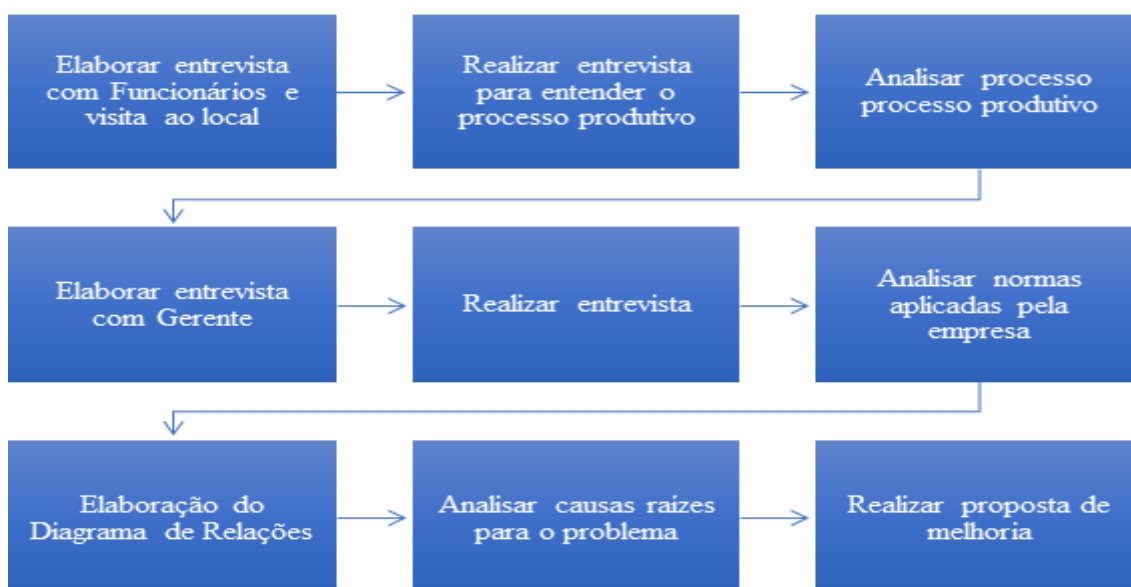 Elaborar entrevista
com Funcionários e
visita ao local
Realizar entrevista
para entender o
processo produtivo
Analisar processo
processo produtivo
Elaborar entrevista
com Gerente
Realizar entrevista
Analisar normas
aplicadas pela
empresa
Elaboração do
Diagrama de Relações
Analisar causas raízes
para o problema
Realizar proposta de
melhoria